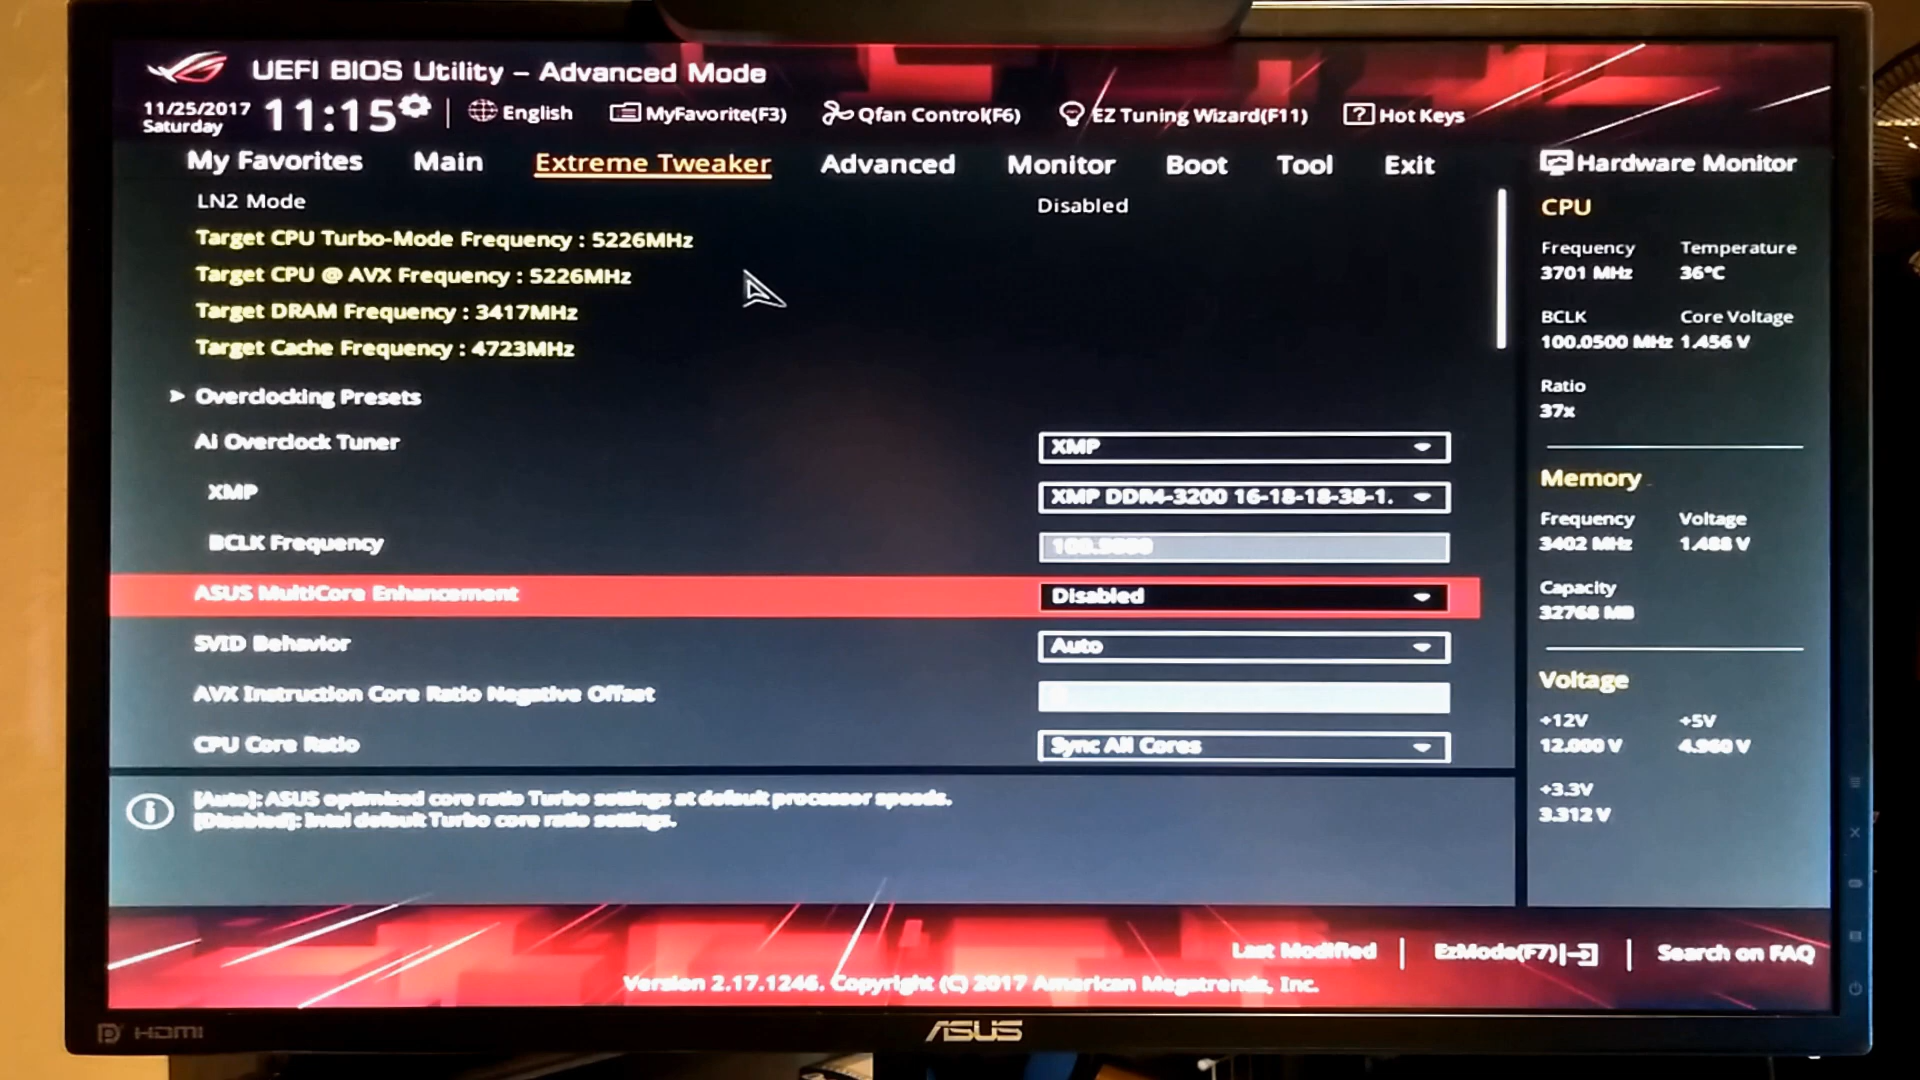 UEFI BIOS Utility – Advanced Mode
11/25/2017
Saturday
11:15
English
MyFavorite(F3)
Qfan Control(F6)
EZ Tuning Wizard(F11)
? Hot Keys
My Favorites
Main
Extreme Tweaker
Advanced
Monitor
Boot
Tool
Exit
LN2 Mode Disabled
Target CPU Turbo-Mode Frequency : 5226MHz
Target CPU @ AVX Frequency : 5226MHz
Target DRAM Frequency : 3417MHz
Target Cache Frequency : 4723MHz
Overclocking Presets
Ai Overclock Tuner XMP
XMP XMP DDR4-3200 16-18-18-38-1.
BCLK Frequency
ASUS MultiCore Enhancement Disabled
SVID Behavior Auto
AVX Instruction Core Ratio Negative Offset
CPU Core Ratio Sync All Cores
[Auto]: ASUS optimized core ratio Turbo settings at default processor speeds.
[Disabled]: Intel default Turbo core ratio settings.
Hardware Monitor
CPU
Frequency Temperature
3701 MHz 36°C
BCLK Core Voltage
100.0500 MHz 1.456 V
Ratio
37x
Memory
Frequency Voltage
3402 MHz 1.488 V
Capacity
32768 MB
Voltage
+12V +5V
12.000 V 4.960 V
+3.3V
3.312 V
Last Modified
EzMode(F7)
Search on FAQ
Version 2.17.1246. Copyright (C) 2017 American Megatrends, Inc.
HDMI
ASUS